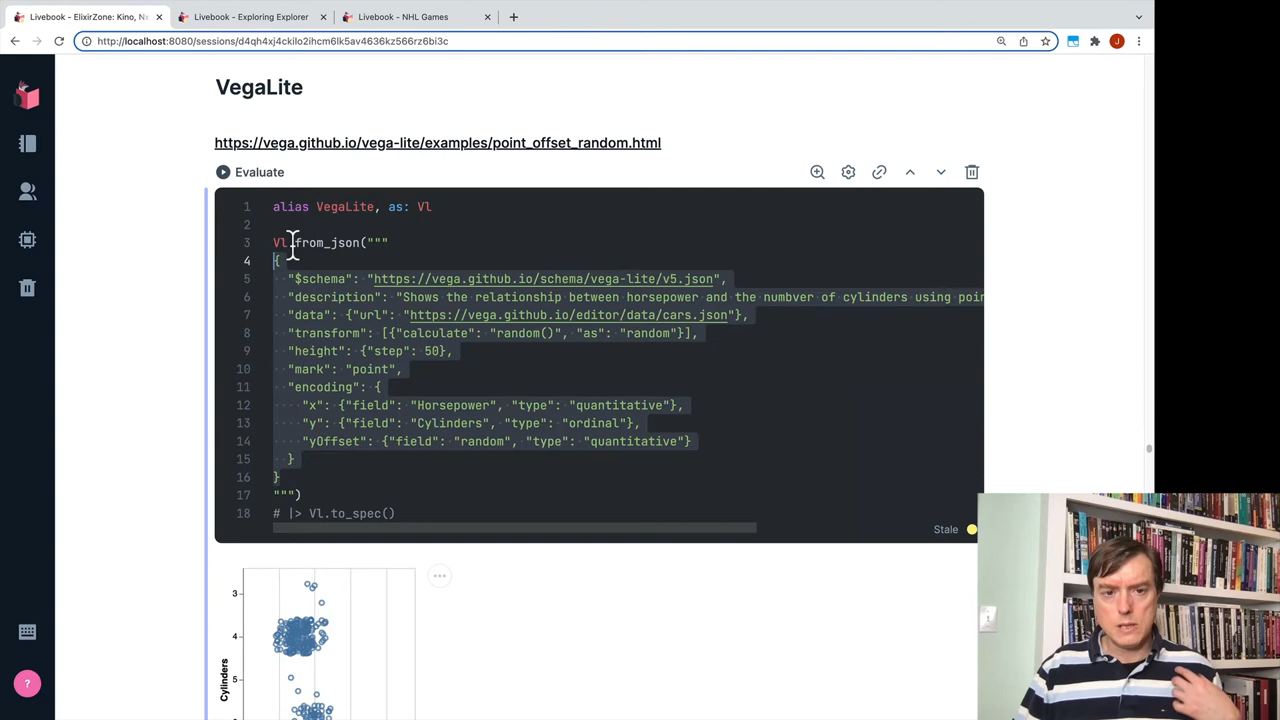 Livebook - ElixirZone: Kino, Nx
Livebook - Exploring Explorer
Livebook - NHL Games
http://localhost:8080/sessions/d4qh4xj4ckilo2ihcm6lk5av4636kz566rz6bi3c
J
VegaLite
https://vega.github.io/vega-lite/examples/point_offset_random.html
Evaluate
1 alias VegaLite, as: Vl
2
3 Vl.from_json("""
4 {
5 "$schema": "https://vega.github.io/schema/vega-lite/v5.json",
6 "description": "Shows the relationship between horsepower and the numbver of cylinders using poin
7 "data": {"url": "https://vega.github.io/editor/data/cars.json"},
8 "transform": [{"calculate": "random()", "as": "random"}],
9 "height": {"step": 50},
10 "mark": "point",
11 "encoding": {
12 "x": {"field": "Horsepower", "type": "quantitative"},
13 "y": {"field": "Cylinders", "type": "ordinal"},
14 "yOffset": {"field": "random", "type": "quantitative"}
15 }
16 }
17 """)
18 # |> Vl.to_spec()
Stale
3
4
5
Cylinders
?